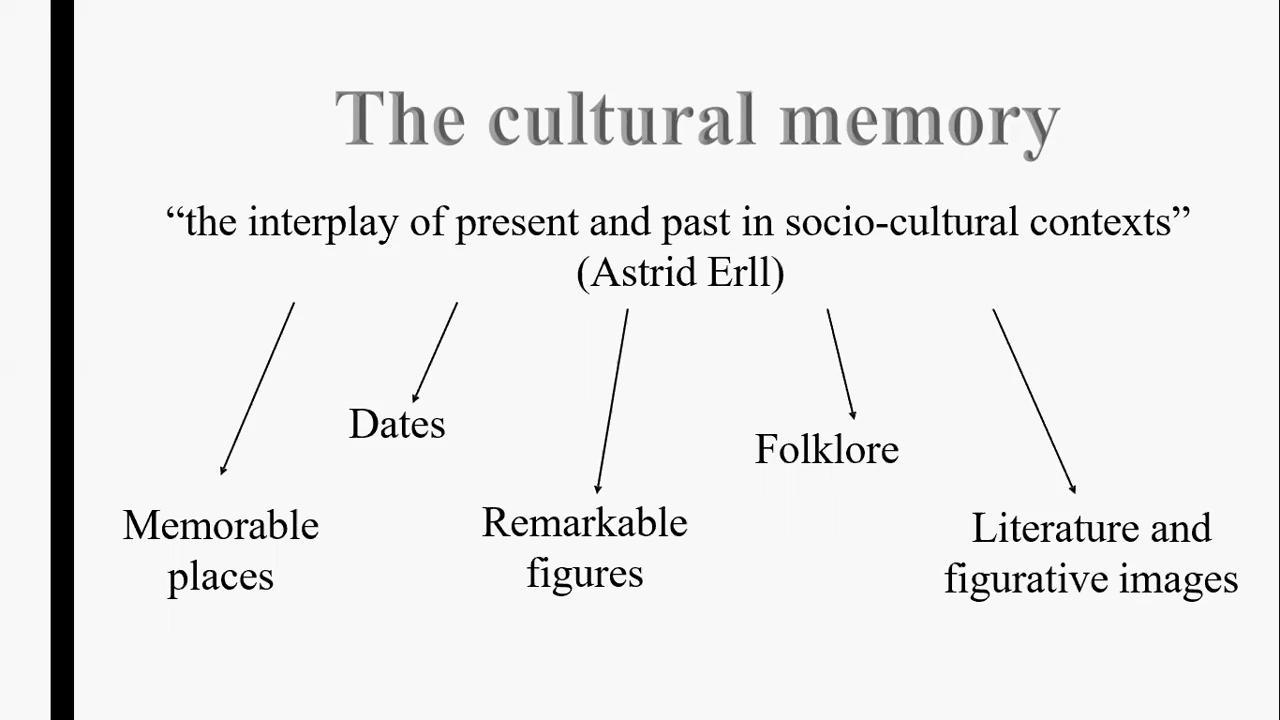 The cultural memory
“the interplay of present and past in socio-cultural contexts”
(Astrid Erll)
Dates
Folklore
Memorable
places
Remarkable
figures
Literature and
figurative images